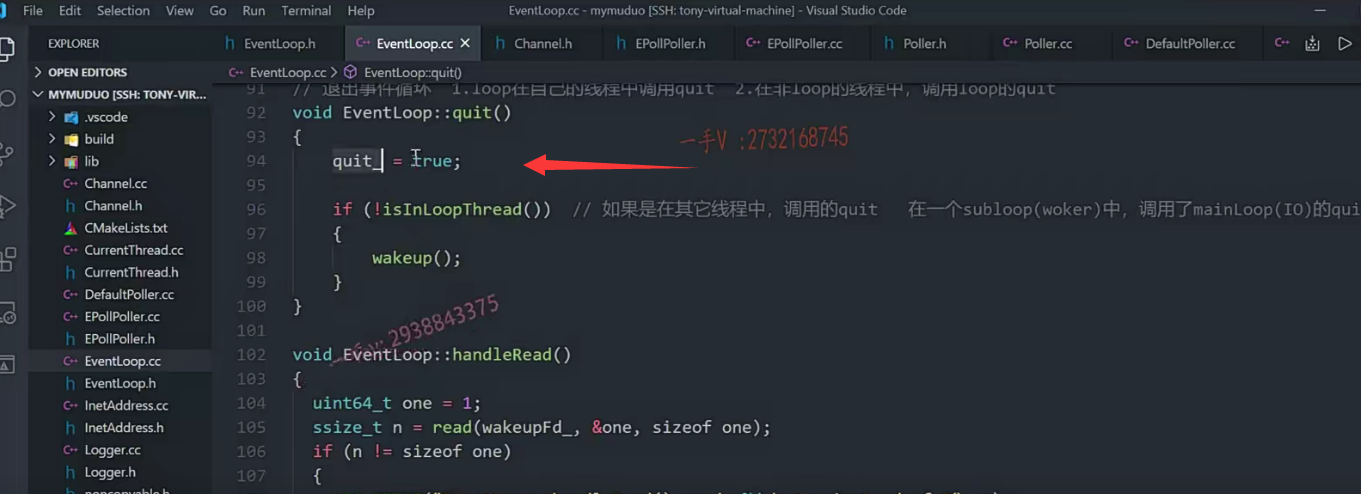 File Edit Selection View Go Run Terminal Help
EventLoop.cc - mymuduo [SSH: tony-virtual-machine] - Visual Studio Code
EXPLORER
EventLoop.h
EventLoop.cc
Channel.h
EPollPoller.h
EPollPoller.cc
Poller.h
Poller.cc
DefaultPoller.cc
OPEN EDITORS
MYMUDUO [SSH: TONY-VIR...
.vscode
build
lib
Channel.cc
Channel.h
CMakeLists.txt
CurrentThread.cc
CurrentThread.h
DefaultPoller.cc
EPollPoller.cc
EPollPoller.h
EventLoop.cc
EventLoop.h
InetAddress.cc
InetAddress.h
Logger.cc
Logger.h
noncopyable.h
EventLoop.cc > EventLoop::quit()
91 // 退出事件循环 1.loop在自己的线程中调用quit 2.在非loop的线程中，调用loop的quit
92 void EventLoop::quit()
93 {
94 quit_ = true;
95
96 if (!isInLoopThread()) // 如果是在其它线程中，调用的quit 在一个subloop(woker)中，调用了mainLoop(IO)的qui
97 {
98 wakeup();
99 }
100 }
101
102 void EventLoop::handleRead()
103 {
104 uint64_t one = 1;
105 ssize_t n = read(wakeupFd_, &one, sizeof one);
106 if (n != sizeof one)
107 {
一手V :2732168745
2938843375